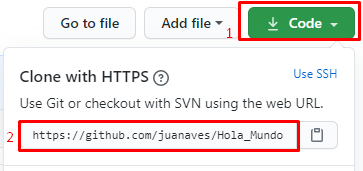 Go to file Add file 1 Code
Clone with HTTPS ? Use SSH
Use Git or checkout with SVN using the web URL.
2 https://github.com/juanaves/Hola_Mundo